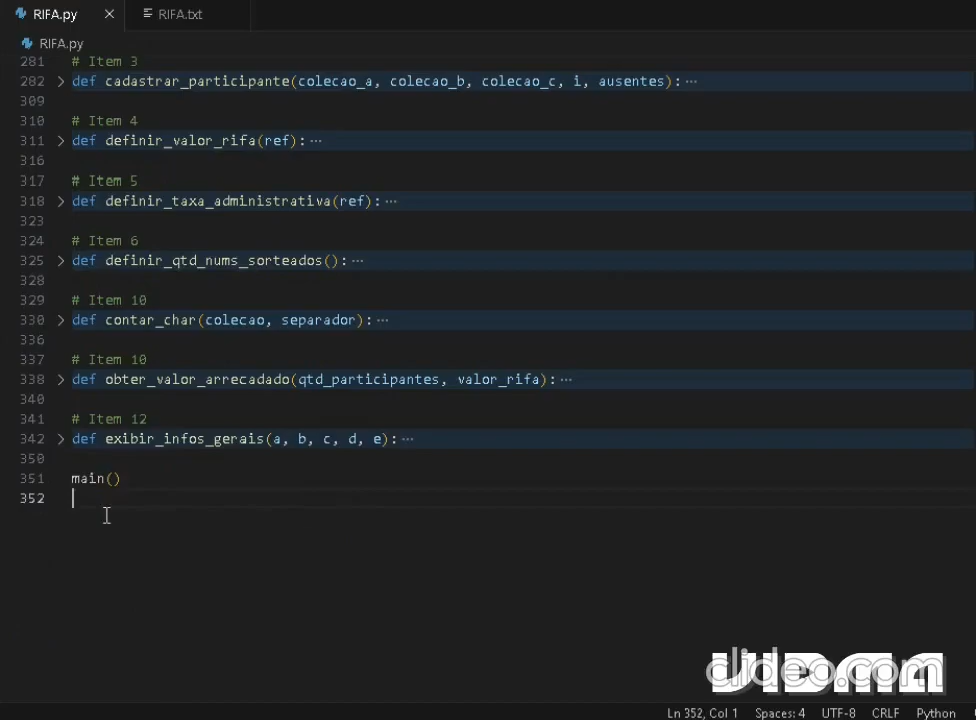 RIFA.py × RIFA.txt
RIFA.py
281 # Item 3
282 > def cadastrar_participante(colecao_a, colecao_b, colecao_c, i, ausentes): ···
309
310 # Item 4
311 > def definir_valor_rifa(ref): ···
316
317 # Item 5
318 > def definir_taxa_administrativa(ref): ···
323
324 # Item 6
325 > def definir_qtd_nums_sorteados(): ···
328
329 # Item 10
330 > def contar_char(colecao, separador): ···
336
337 # Item 10
338 > def obter_valor_arrecadado(qtd_participantes, valor_rifa): ···
340
341 # Item 12
342 > def exibir_infos_gerais(a, b, c, d, e): ···
350
351 main()
352
clideo.com
Ln 352, Col 1 Spaces: 4 UTF-8 CRLF Python